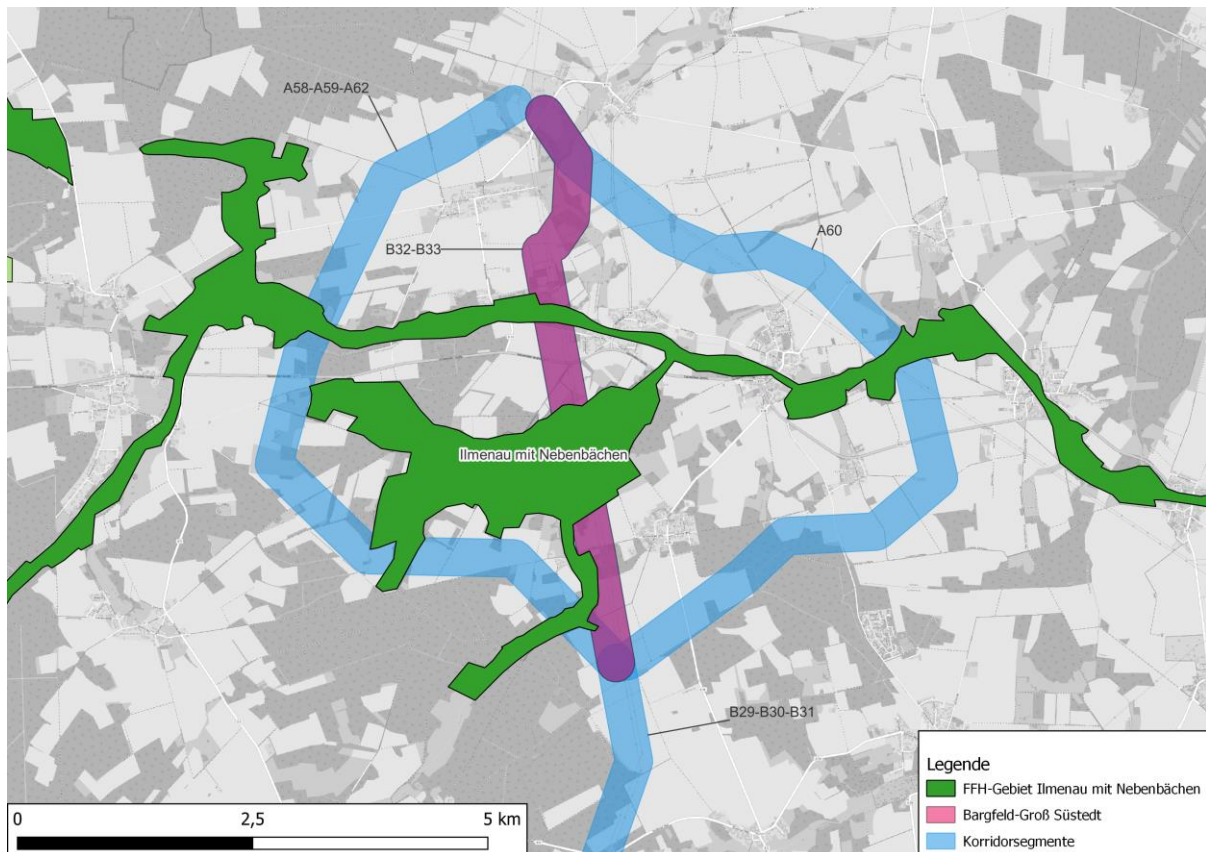 A58-A59-A62
B32-B33
A60
Ilmenau mit Nebenbächen
B29-B30-B31
Legende
FFH-Gebiet Ilmenau mit Nebenbächen
Bargfeld-Groß Süstedt
Korridorsegmente
0 2,5 5 km